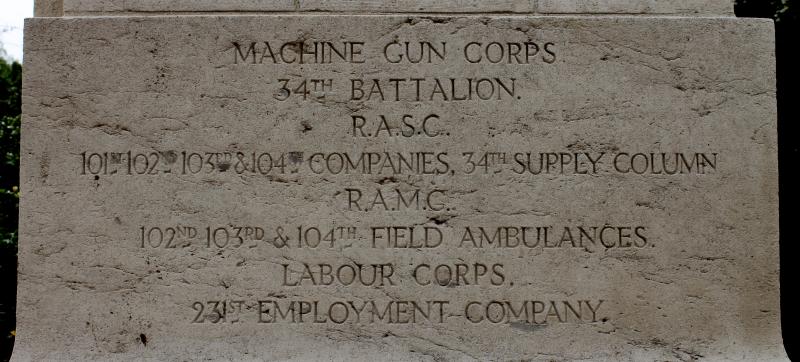 MACHINE GUN CORPS
34TH BATTALION.
R.A.S.C.
101ST 102ND 103RD & 104TH COMPANIES, 34TH SUPPLY COLUMN
R.A.M.C.
102ND 103RD & 104TH FIELD AMBULANCES.
LABOUR CORPS.
231ST EMPLOYMENT COMPANY.